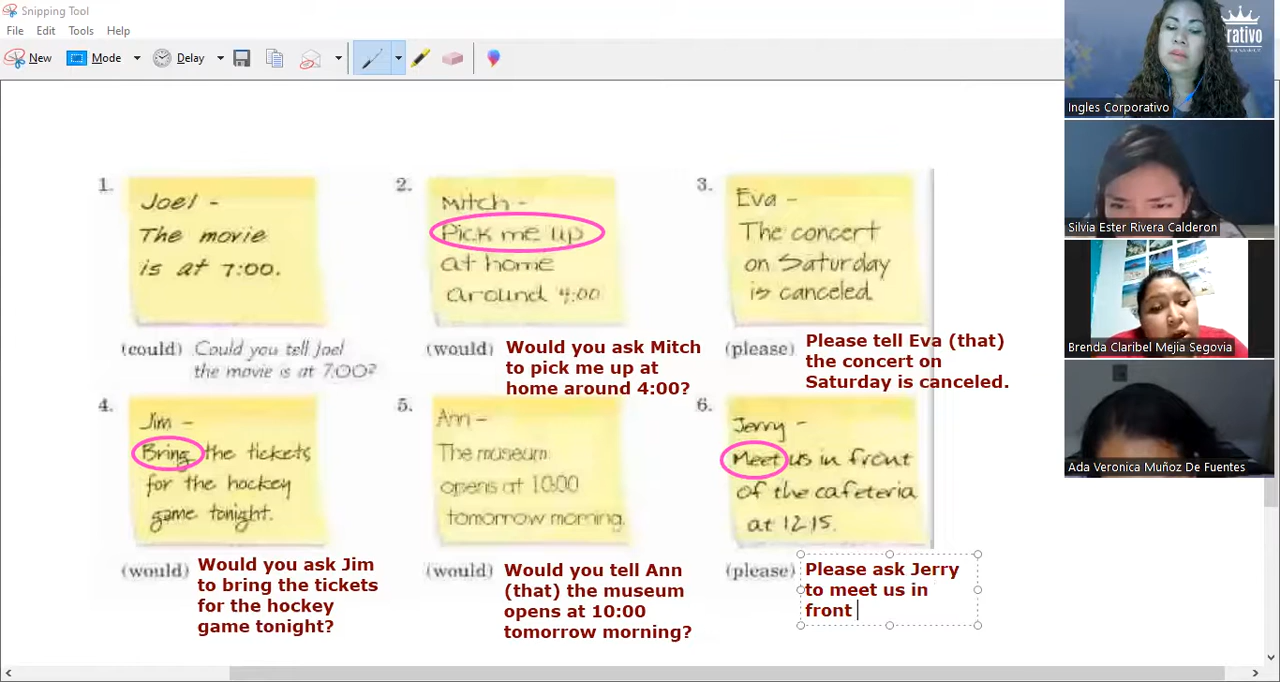 Snipping Tool
File Edit Tools Help
New Mode Delay
rativo
Ingles Corporativo
Silvia Ester Rivera Calderon
Brenda Claribel Mejia Segovia
Ada Veronica Muñoz De Fuentes
1.
Joel -
The movie
is at 7:00.
(could) Could you tell Joel
the movie is at 7:00?
2.
Mitch -
Pick me up
at home
around 4:00
(would) Would you ask Mitch
to pick me up at
home around 4:00?
3.
Eva -
The concert
on Saturday
is canceled.
(please) Please tell Eva (that)
the concert on
Saturday is canceled.
4.
Jim -
Bring the tickets
for the hockey
game tonight.
(would) Would you ask Jim
to bring the tickets
for the hockey
game tonight?
5.
Ann -
The museum
opens at 10:00
tomorrow morning.
(would) Would you tell Ann
(that) the museum
opens at 10:00
tomorrow morning?
6.
Jerry -
Meet us in front
of the cafeteria
at 12:15.
(please) Please ask Jerry
to meet us in
front